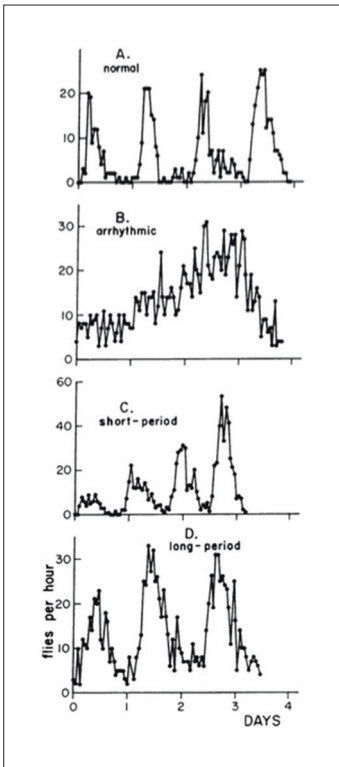 A.
normal
20
10
0
B.
arrhythmic
30
20
10
0
C.
short-period
60
40
20
0
D.
long-period
30
20
10
0
flies per hour
0 1 2 3 4
DAYS